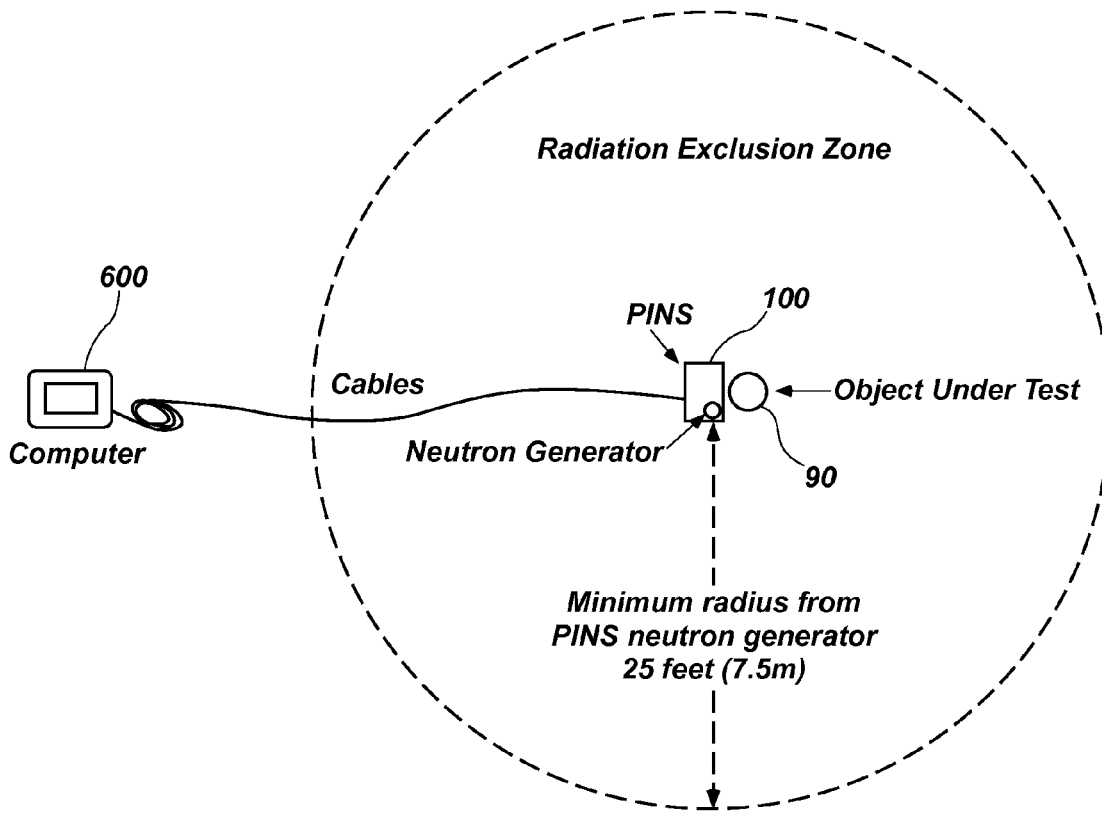 Radiation Exclusion Zone
600
100
PINS
Cables
Object Under Test
Computer
Neutron Generator
90
Minimum radius from
PINS neutron generator
25 feet (7.5m)